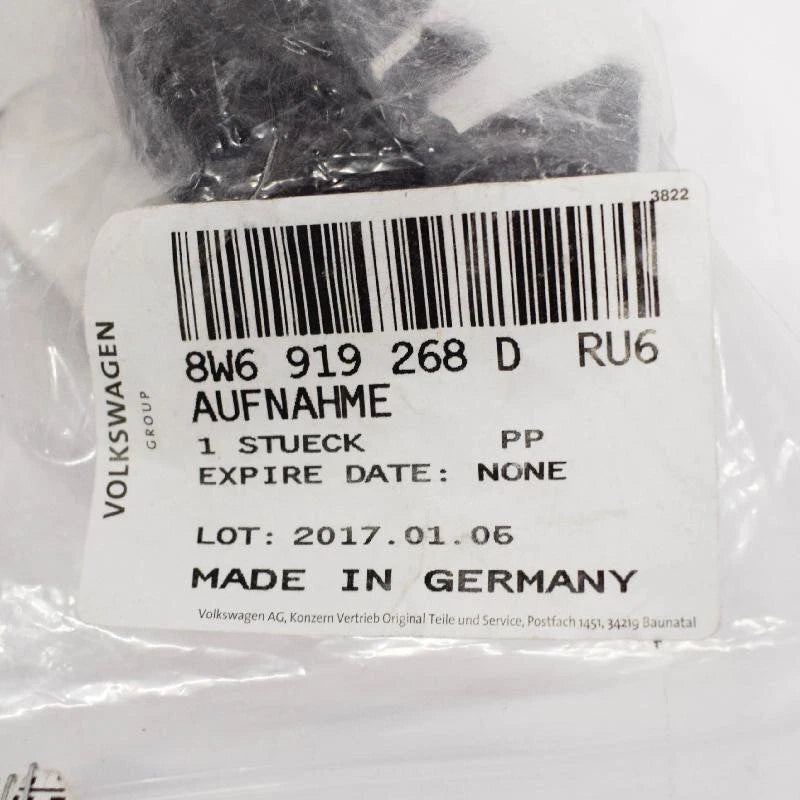 3822
8W6 919 268 D RU6
AUFNAHME
1 STUECK PP
EXPIRE DATE: NONE
LOT: 2017.01.06
MADE IN GERMANY
Volkswagen AG, Konzern Vertrieb Original Teile und Service, Postfach 1451, 34219 Baunatal
VOLKSWAGEN
GROUP